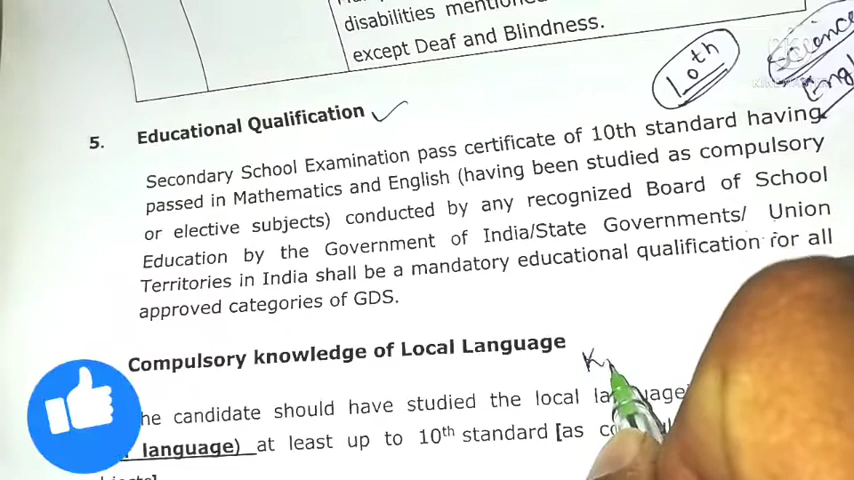 disabilities mentioned
except Deaf and Blindness.
10th
Science
Engl
5. Educational Qualification
Secondary School Examination pass certificate of 10th standard having
passed in Mathematics and English (having been studied as compulsory
or elective subjects) conducted by any recognized Board of School
Education by the Government of India/State Governments/ Union
Territories in India shall be a mandatory educational qualification for all
approved categories of GDS.
Compulsory knowledge of Local Language
K
he candidate should have studied the local language
language) at least up to 10th standard [as